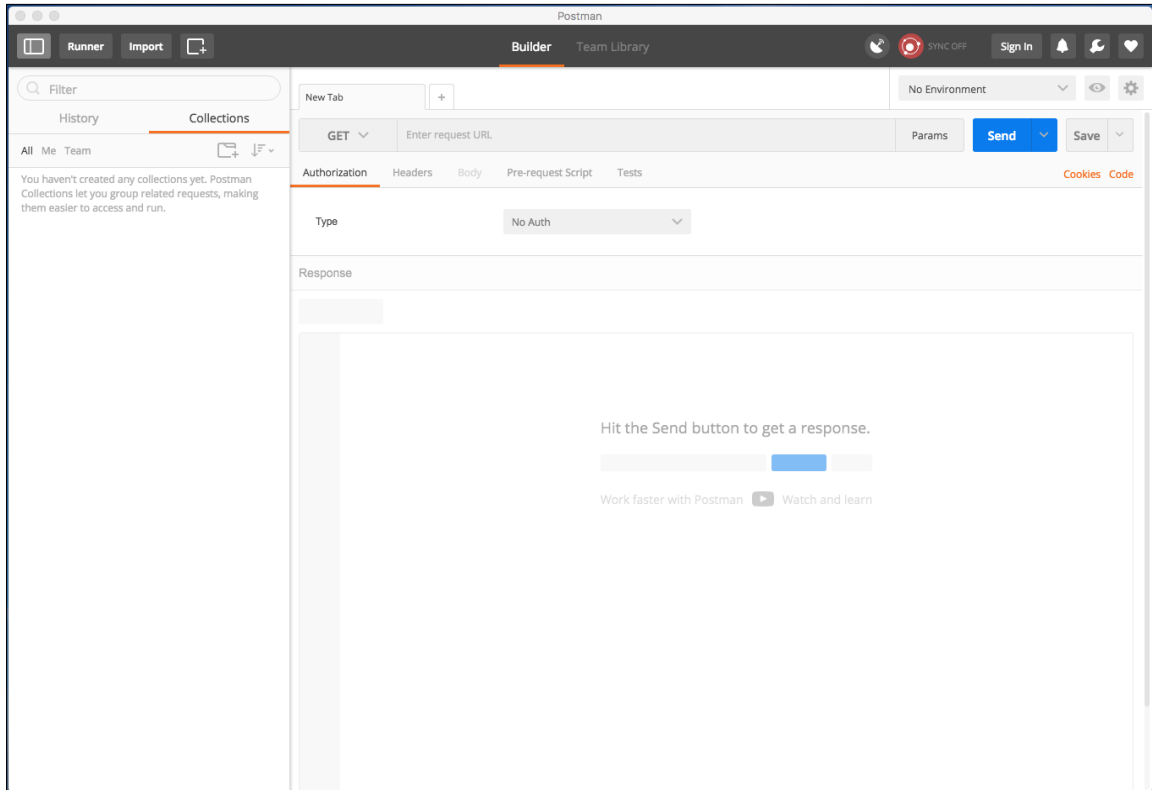 Postman
Runner Import Builder Team Library SYNC OFF Sign In
Filter
History Collections
All Me Team
You haven't created any collections yet. Postman
Collections let you group related requests, making
them easier to access and run.
New Tab + No Environment
GET Enter request URL Params Send Save
Authorization Headers Body Pre-request Script Tests Cookies Code
Type No Auth
Response
Hit the Send button to get a response.
Work faster with Postman Watch and learn